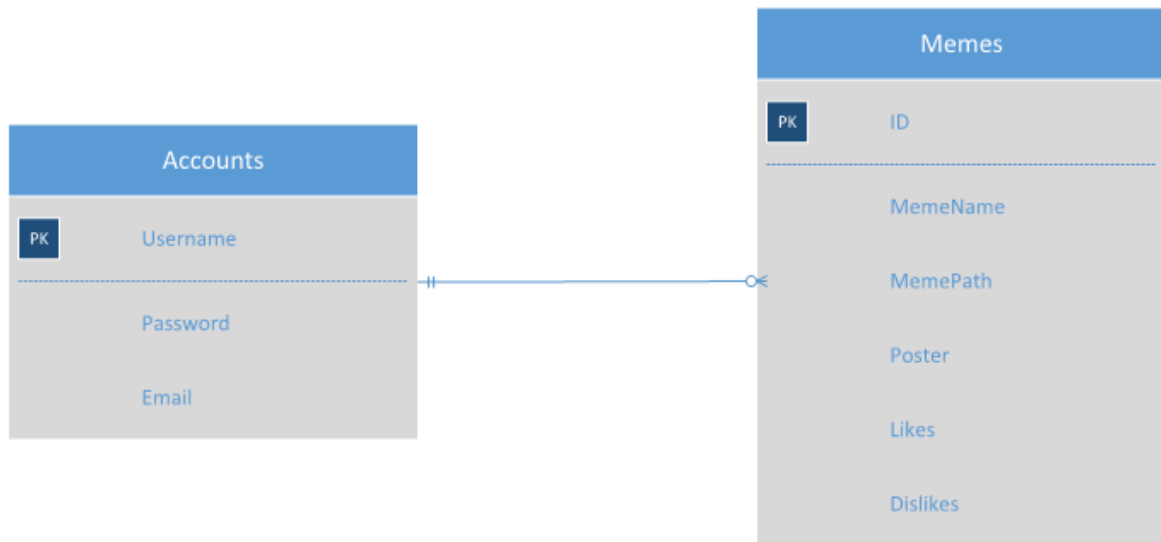 Accounts
PK Username
Password
Email
Memes
PK ID
MemeName
MemePath
Poster
Likes
Dislikes